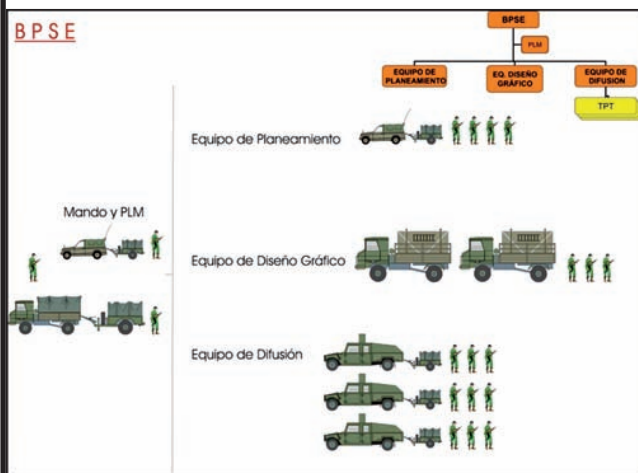 BPSE
BPSE
PLM
EQUIPO DE
PLANEAMIENTO
EQ. DISEÑO
GRÁFICO
EQUIPO DE
DIFUSION
TPT
Equipo de Planeamiento
Mando y PLM
Equipo de Diseño Gráfico
Equipo de Difusión